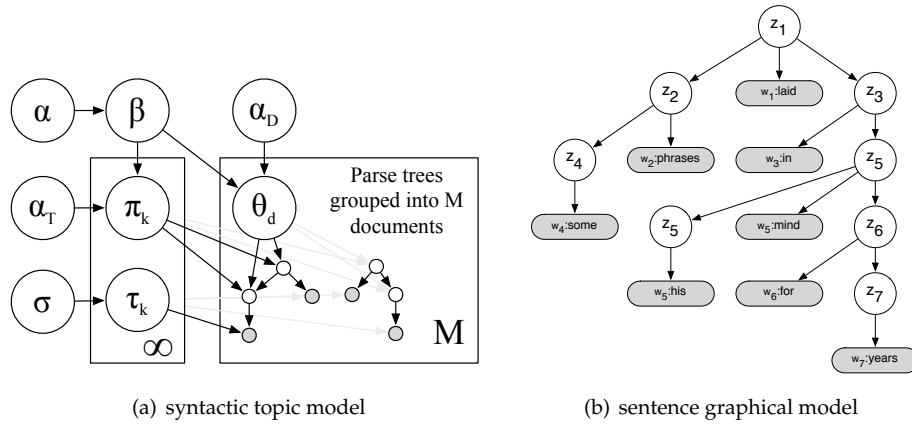 α
β
α_D
α_T
π_k
θ_d
Parse trees
grouped into M
documents
σ
τ_k
∞
M
(a) syntactic topic model
z_1
z_2
w_1:laid
z_3
z_4
w_2:phrases
w_3:in
z_5
w_4:some
z_5
w_5:mind
z_6
w_5:his
w_6:for
z_7
w_7:years
(b) sentence graphical model